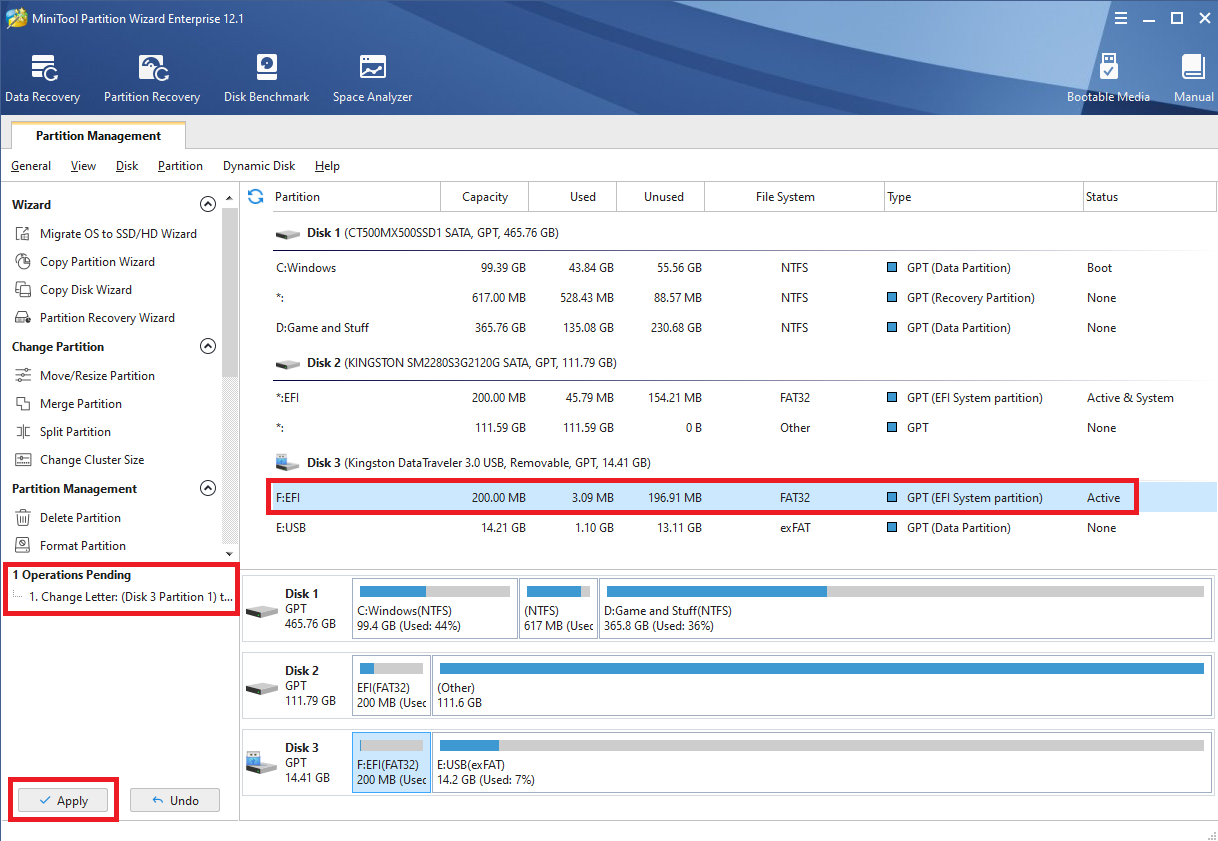 MiniTool Partition Wizard Enterprise 12.1
Data Recovery Partition Recovery Disk Benchmark Space Analyzer Bootable Media Manual
Partition Management
General View Disk Partition Dynamic Disk Help
Wizard
Migrate OS to SSD/HD Wizard
Copy Partition Wizard
Copy Disk Wizard
Partition Recovery Wizard
Change Partition
Move/Resize Partition
Merge Partition
Split Partition
Change Cluster Size
Partition Management
Delete Partition
Format Partition
1 Operations Pending
1. Change Letter: (Disk 3 Partition 1) t...
Apply Undo
Partition Capacity Used Unused File System Type Status
Disk 1 (CT500MX500SSD1 SATA, GPT, 465.76 GB)
C:Windows 99.39 GB 43.84 GB 55.56 GB NTFS GPT (Data Partition) Boot
*: 617.00 MB 528.43 MB 88.57 MB NTFS GPT (Recovery Partition) None
D:Game and Stuff 365.76 GB 135.08 GB 230.68 GB NTFS GPT (Data Partition) None
Disk 2 (KINGSTON SM2280S3G2120G SATA, GPT, 111.79 GB)
*:EFI 200.00 MB 45.79 MB 154.21 MB FAT32 GPT (EFI System partition) Active & System
*: 111.59 GB 111.59 GB 0 B Other GPT None
Disk 3 (Kingston DataTraveler 3.0 USB, Removable, GPT, 14.41 GB)
F:EFI 200.00 MB 3.09 MB 196.91 MB FAT32 GPT (EFI System partition) Active
E:USB 14.21 GB 1.10 GB 13.11 GB exFAT GPT (Data Partition) None
Disk 1
GPT
465.76 GB
C:Windows(NTFS)
99.4 GB (Used: 44%)
(NTFS)
617 MB (Usec
D:Game and Stuff(NTFS)
365.8 GB (Used: 36%)
Disk 2
GPT
111.79 GB
EFI(FAT32)
200 MB (Usec
(Other)
111.6 GB
Disk 3
GPT
14.41 GB
F:EFI(FAT32)
200 MB (Usec
E:USB(exFAT)
14.2 GB (Used: 7%)